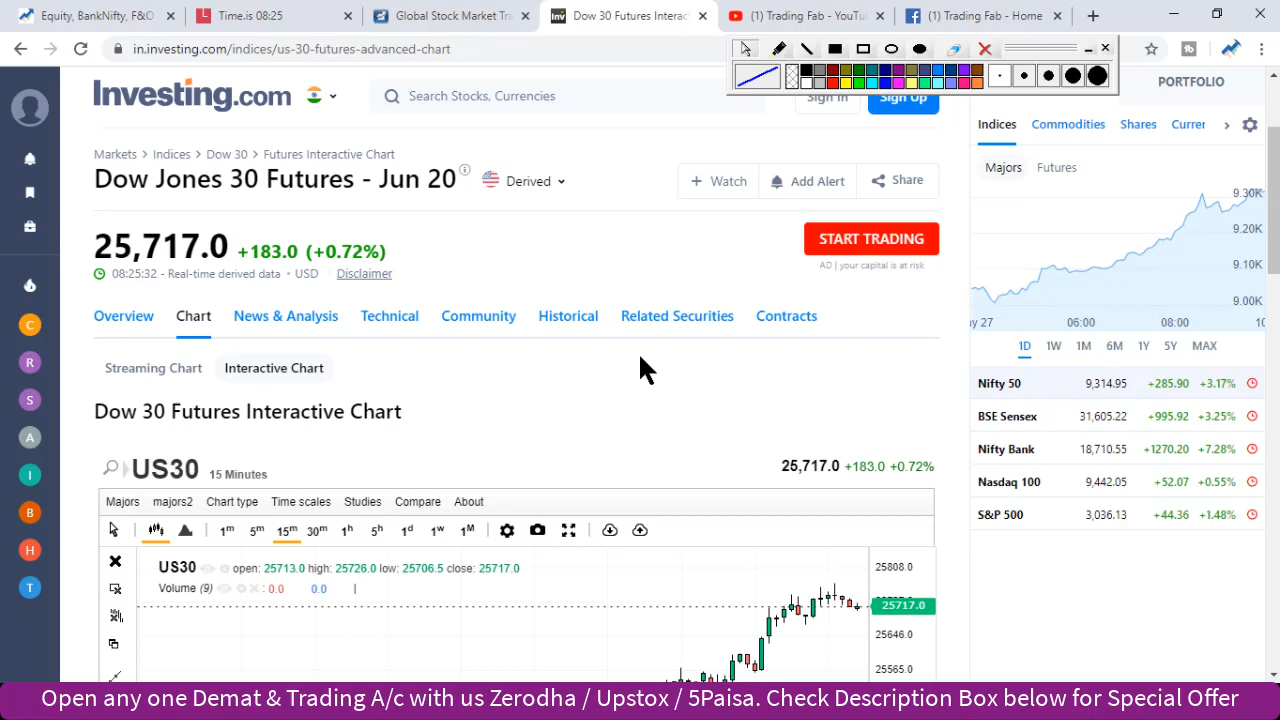 Equity, BankNifty, F&O
Time.is 08:25
Global Stock Market Tra
Dow 30 Futures Interac
(1) Trading Fab - YouTu
(1) Trading Fab - Home
in.investing.com/indices/us-30-futures-advanced-chart
Investing.com
Search Stocks, Currencies
Sign In
Sign Up
PORTFOLIO
Markets > Indices > Dow 30 > Futures Interactive Chart
Dow Jones 30 Futures - Jun 20
Derived
+ Watch
Add Alert
Share
25,717.0 +183.0 (+0.72%)
08:25:32 - Real-time derived data • USD
Disclaimer
START TRADING
AD | your capital is at risk
Overview
Chart
News & Analysis
Technical
Community
Historical
Related Securities
Contracts
Streaming Chart
Interactive Chart
Dow 30 Futures Interactive Chart
US30 15 Minutes
25,717.0 +183.0 +0.72%
Majors majors2 Chart type Time scales Studies Compare About
1m 5m 15m 30m 1h 5h 1d 1w 1M
US30 open: 25713.0 high: 25726.0 low: 25706.5 close: 25717.0
Volume (9) : 0.0 0.0
25808.0
25717.0
25646.0
25565.0
Indices
Commodities
Shares
Curren
Majors
Futures
9.30K
9.20K
9.10K
9.00K
06:00 08:00
1D 1W 1M 6M 1Y 5Y MAX
Nifty 50 9,314.95 +285.90 +3.17%
BSE Sensex 31,605.22 +995.92 +3.25%
Nifty Bank 18,710.55 +1270.20 +7.28%
Nasdaq 100 9,442.05 +52.07 +0.55%
S&P 500 3,036.13 +44.36 +1.48%
C
R
S
A
I
B
H
T
Open any one Demat & Trading A/c with us Zerodha / Upstox / 5Paisa. Check Description Box below for Special Offer